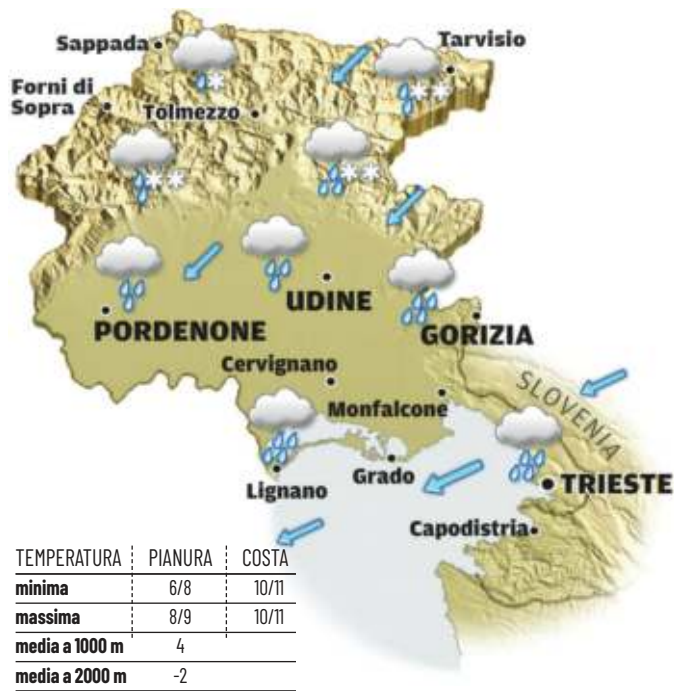 Sappada
Tarvisio
Forni di
Sopra
Tolmezzo
UDINE
PORDENONE
GORIZIA
Cervignano
SLOVENIA
Monfalcone
Grado
Lignano
TRIESTE
Capodistria
TEMPERATURA PIANURA COSTA
minima 6/8 10/11
massima 8/9 10/11
media a 1000 m 4
media a 2000 m -2